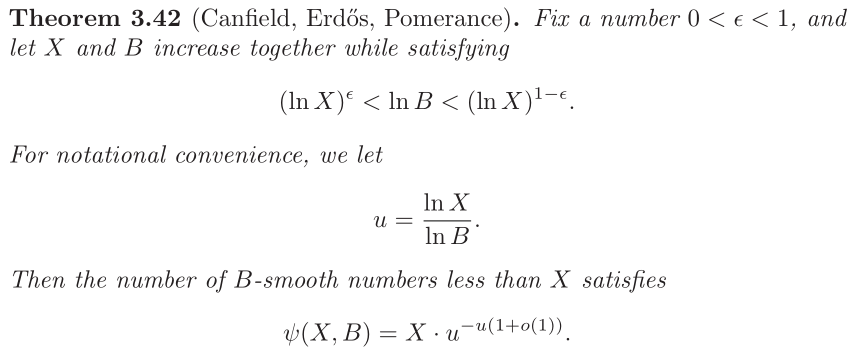 Theorem 3.42 (Canfield, Erdős, Pomerance). Fix a number 0 < ϵ < 1, and
let X and B increase together while satisfying
(ln X)^ϵ < ln B < (ln X)^{1−ϵ}.
For notational convenience, we let
u = \frac{ln X}{ln B}.
Then the number of B-smooth numbers less than X satisfies
ψ(X, B) = X · u^{−u(1+o(1))}.